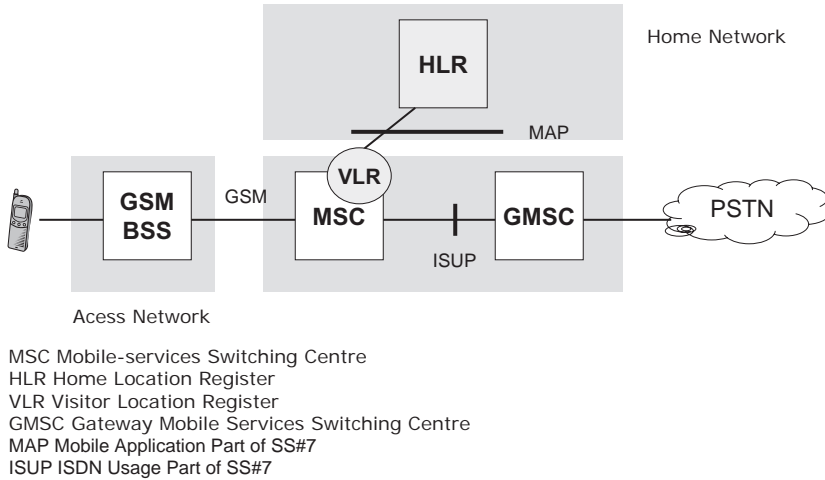 Home Network
HLR
MAP
VLR
GSM
BSS
GSM
MSC
GMSC
PSTN
ISUP
Acess Network
MSC Mobile-services Switching Centre
HLR Home Location Register
VLR Visitor Location Register
GMSC Gateway Mobile Services Switching Centre
MAP Mobile Application Part of SS#7
ISUP ISDN Usage Part of SS#7